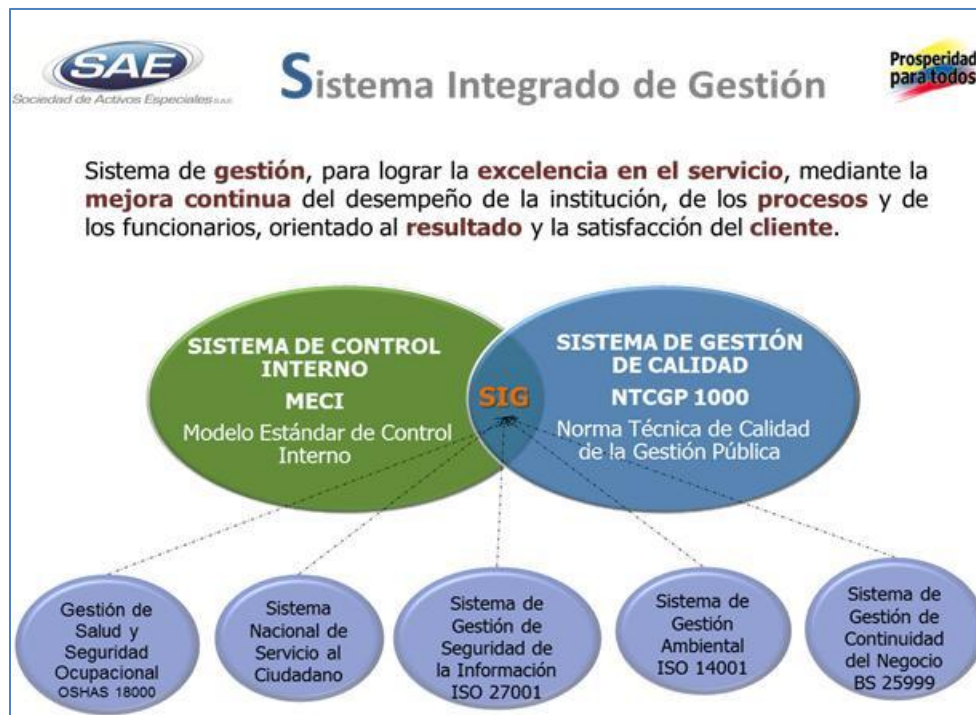 SAE
Sociedad de Activos Especiales S.A.S.
Sistema Integrado de Gestión
Prosperidad
para todos
Sistema de gestión, para lograr la excelencia en el servicio, mediante la
mejora continua del desempeño de la institución, de los procesos y de
los funcionarios, orientado al resultado y la satisfacción del cliente.
SISTEMA DE CONTROL
INTERNO
MECI
Modelo Estándar de Control
Interno
SIG
SISTEMA DE GESTIÓN
DE CALIDAD
NTCGP 1000
Norma Técnica de Calidad
de la Gestión Pública
Gestión de
Salud y
Seguridad
Ocupacional
OSHAS 18000
Sistema
Nacional de
Servicio al
Ciudadano
Sistema de
Gestión de
Seguridad de
la Información
ISO 27001
Sistema de
Gestión
Ambiental
ISO 14001
Sistema de
Gestión de
Continuidad
del Negocio
BS 25999